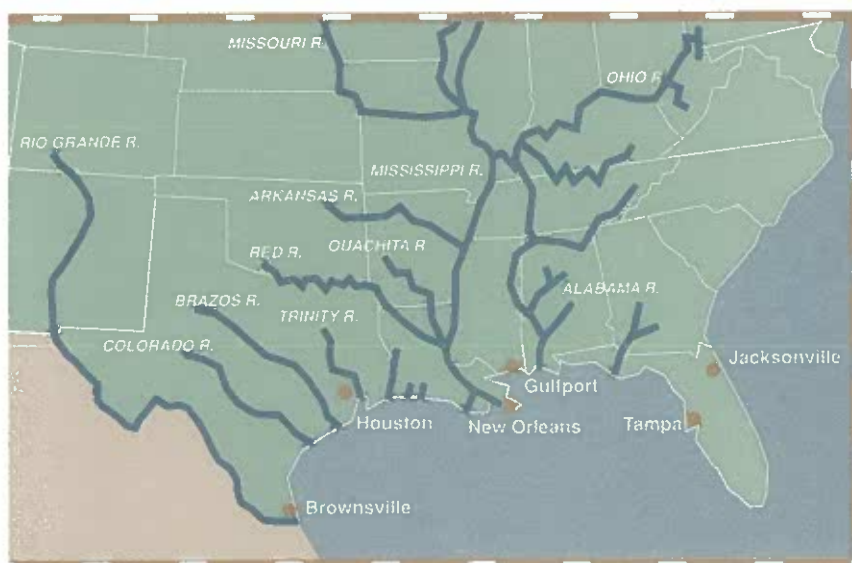 MISSOURI R.
OHIO R.
RIO GRANDE R.
MISSISSIPPI R.
ARKANSAS R.
RED R.
OUACHITA R
BRAZOS R.
TRINITY R.
ALABAMA R.
COLORADO R.
Jacksonville
Gulfport
Houston
New Orleans
Tampa
Brownsville